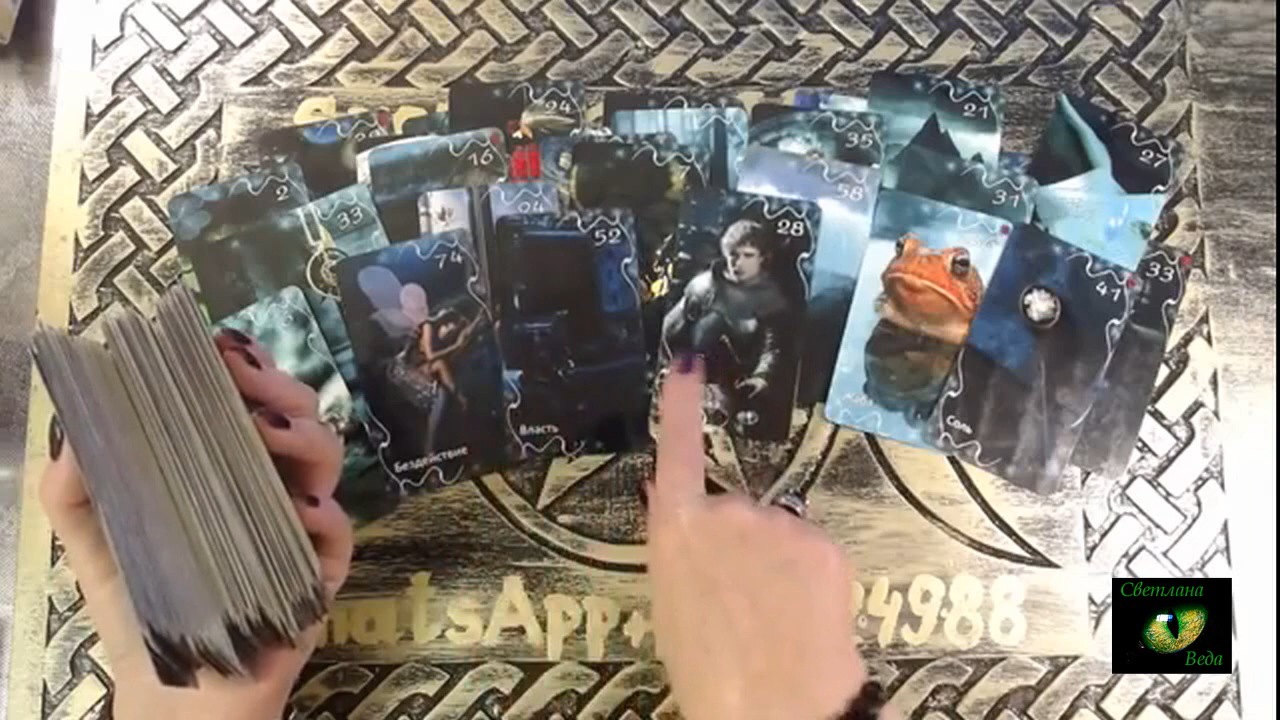 24
21
29
35
16
27
2
58
31
33
04
28
52
74
33
41
Соль
Власть
Бездействие
WhatsApp+
4988
Светлана
Веда